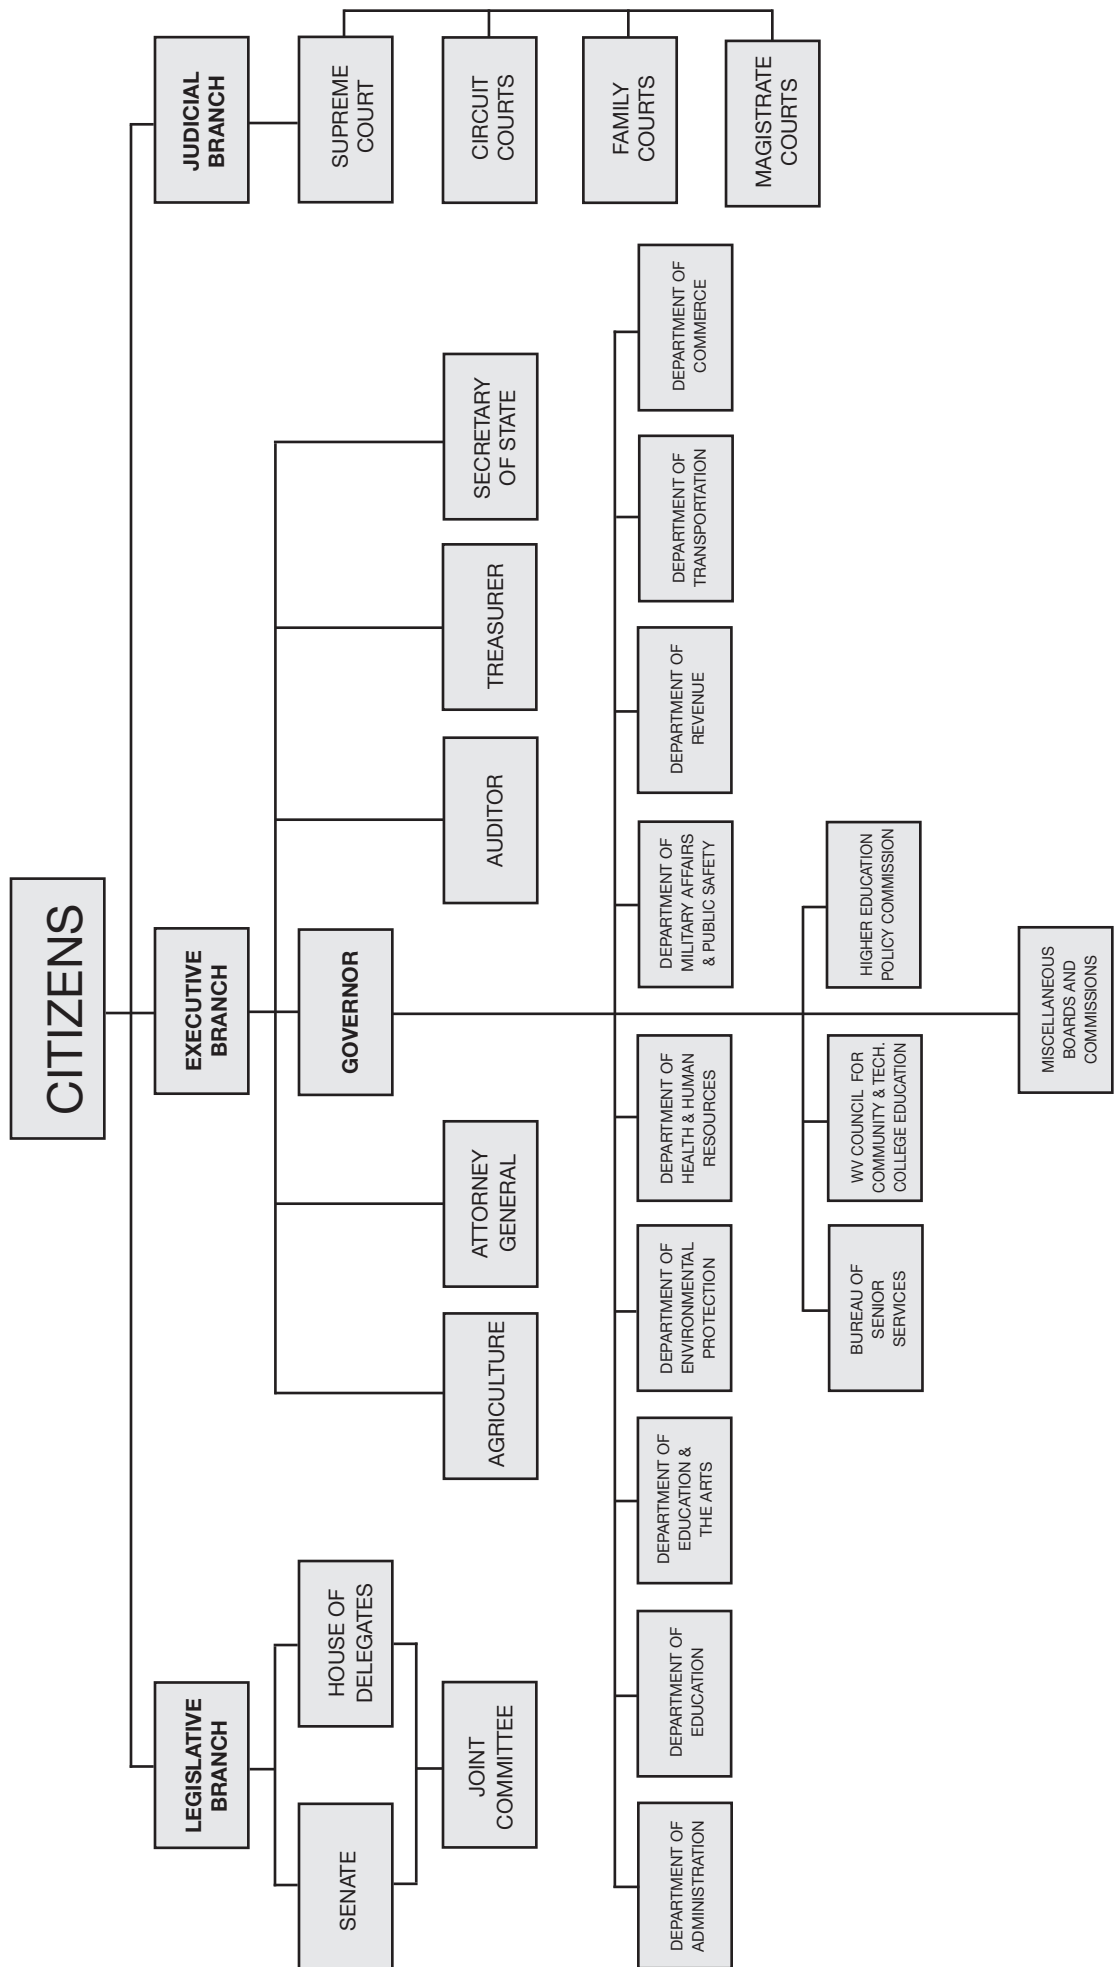 CITIZENS
LEGISLATIVE
BRANCH
EXECUTIVE
BRANCH
JUDICIAL
BRANCH
SENATE
HOUSE OF
DELEGATES
GOVERNOR
SUPREME
COURT
JOINT
COMMITTEE
AGRICULTURE
ATTORNEY
GENERAL
AUDITOR
TREASURER
SECRETARY
OF STATE
CIRCUIT
COURTS
FAMILY
COURTS
MAGISTRATE
COURTS
DEPARTMENT OF
ADMINISTRATION
DEPARTMENT OF
EDUCATION
DEPARTMENT OF
EDUCATION &
THE ARTS
DEPARTMENT OF
ENVIRONMENTAL
PROTECTION
DEPARTMENT OF
HEALTH & HUMAN
RESOURCES
DEPARTMENT OF
MILITARY AFFAIRS
& PUBLIC SAFETY
DEPARTMENT OF
REVENUE
DEPARTMENT OF
TRANSPORTATION
DEPARTMENT OF
COMMERCE
BUREAU OF
SENIOR
SERVICES
WV COUNCIL FOR
COMMUNITY & TECH.
COLLEGE EDUCATION
HIGHER EDUCATION
POLICY COMMISSION
MISCELLANEOUS
BOARDS AND
COMMISSIONS